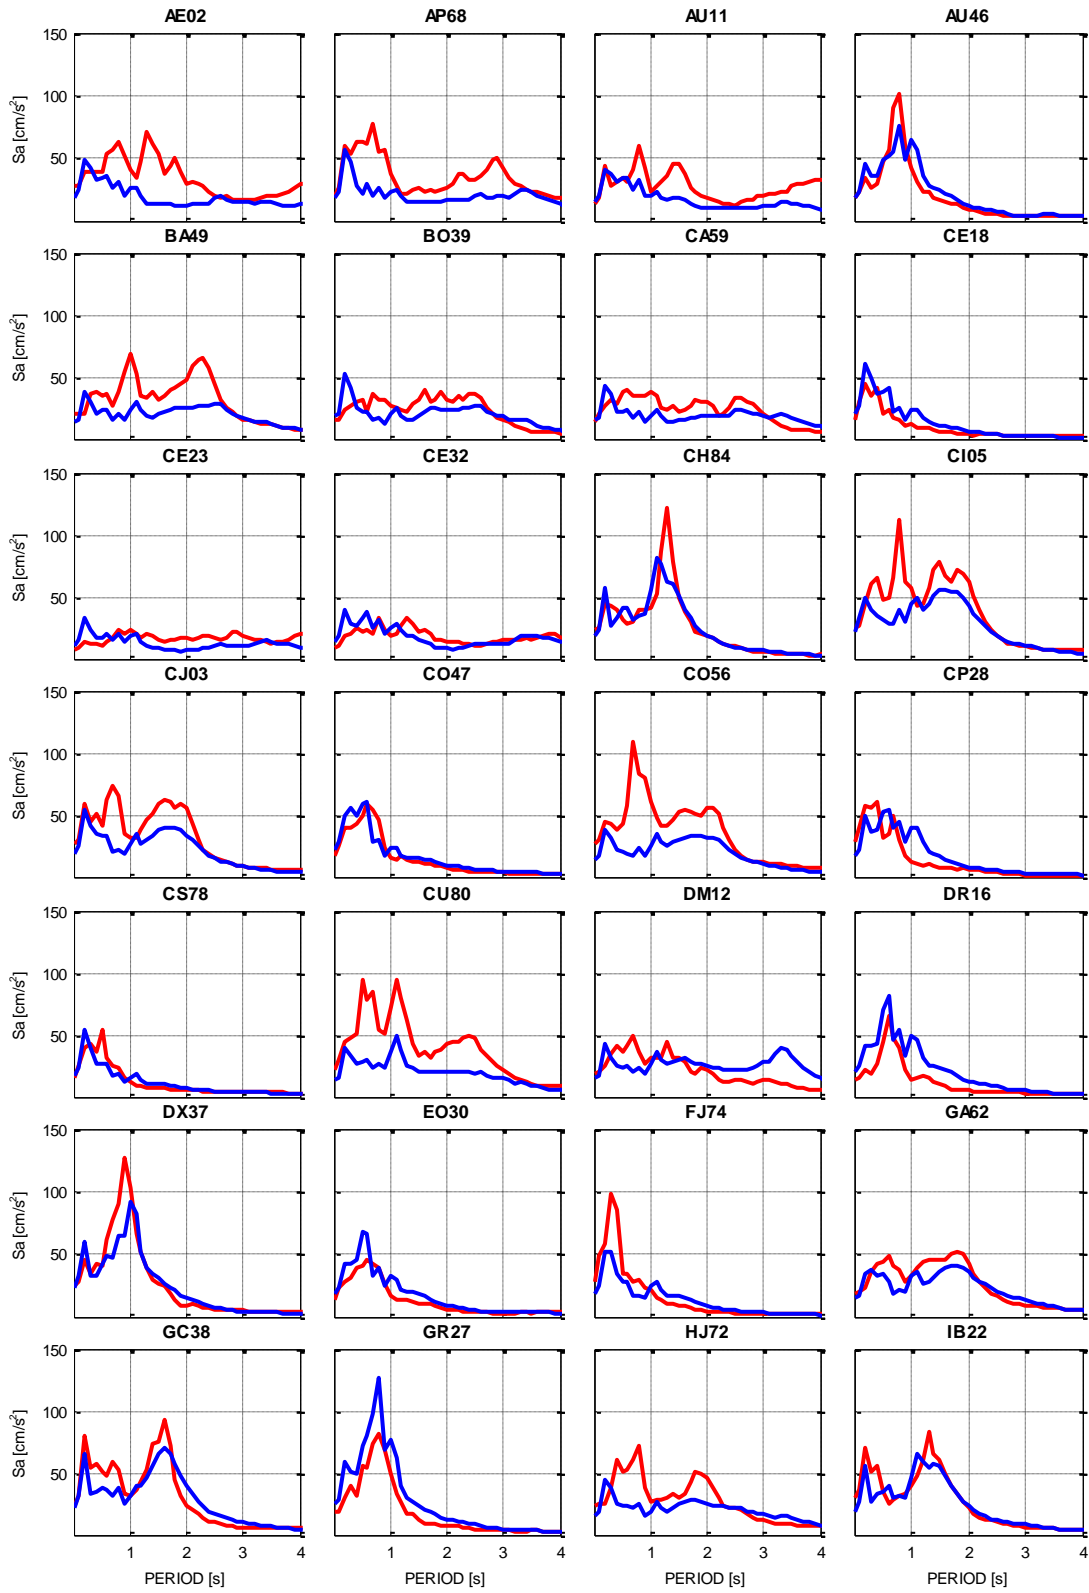 AE02 AP68 AU11 AU46
150
100
50
Sa [cm/s²]
BA49 BO39 CA59 CE18
150
100
50
Sa [cm/s²]
CE23 CE32 CH84 CI05
150
100
50
Sa [cm/s²]
CJ03 CO47 CO56 CP28
150
100
50
Sa [cm/s²]
CS78 CU80 DM12 DR16
150
100
50
Sa [cm/s²]
DX37 EO30 FJ74 GA62
150
100
50
Sa [cm/s²]
GC38 GR27 HJ72 IB22
150
100
50
Sa [cm/s²]
1 2 3 4 1 2 3 4 1 2 3 4 1 2 3 4
PERIOD [s] PERIOD [s] PERIOD [s] PERIOD [s]